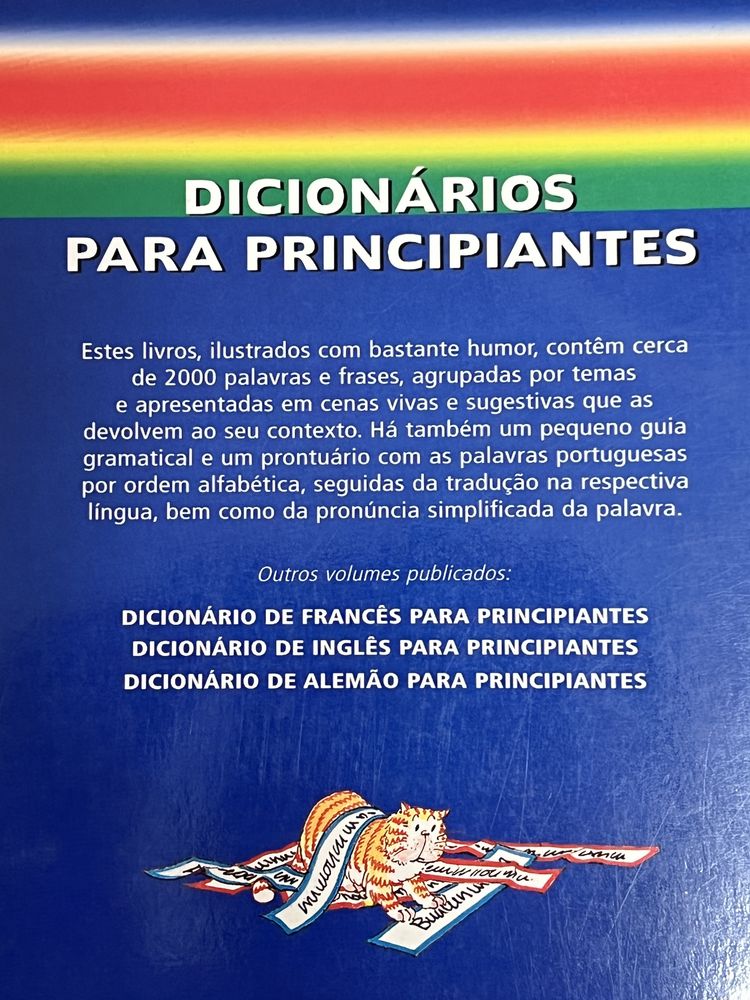 DICIONÁRIOS
PARA PRINCIPIANTES
Estes livros, ilustrados com bastante humor, contêm cerca
de 2000 palavras e frases, agrupadas por temas
e apresentadas em cenas vivas e sugestivas que as
devolvem ao seu contexto. Há também um pequeno guia
gramatical e um prontuário com as palavras portuguesas
por ordem alfabética, seguidas da tradução na respectiva
língua, bem como da pronúncia simplificada da palavra.
Outros volumes publicados:
DICIONÁRIO DE FRANCÊS PARA PRINCIPIANTES
DICIONÁRIO DE INGLÊS PARA PRINCIPIANTES
DICIONÁRIO DE ALEMÃO PARA PRINCIPIANTES